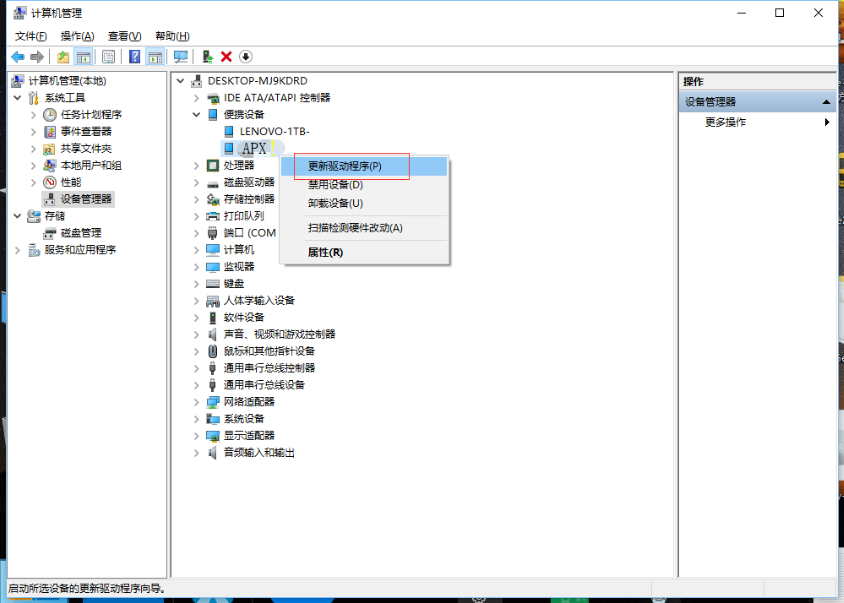 计算机管理
文件(F) 操作(A) 查看(V) 帮助(H)
计算机管理(本地)
系统工具
任务计划程序
事件查看器
共享文件夹
本地用户和组
性能
设备管理器
存储
磁盘管理
服务和应用程序
DESKTOP-MJ9KDRD
IDE ATA/ATAPI 控制器
便携设备
LENOVO-1TB-
APX
处理器
磁盘驱动器
存储控制器
打印队列
端口 (COM
计算机
监视器
键盘
人体学输入设备
软件设备
声音、视频和游戏控制器
鼠标和其他指针设备
通用串行总线控制器
通用串行总线设备
网络适配器
系统设备
显示适配器
音频输入和输出
更新驱动程序(P)
禁用设备(D)
卸载设备(U)
扫描检测硬件改动(A)
属性(R)
操作
设备管理器
更多操作
启动所选设备的更新驱动程序向导。